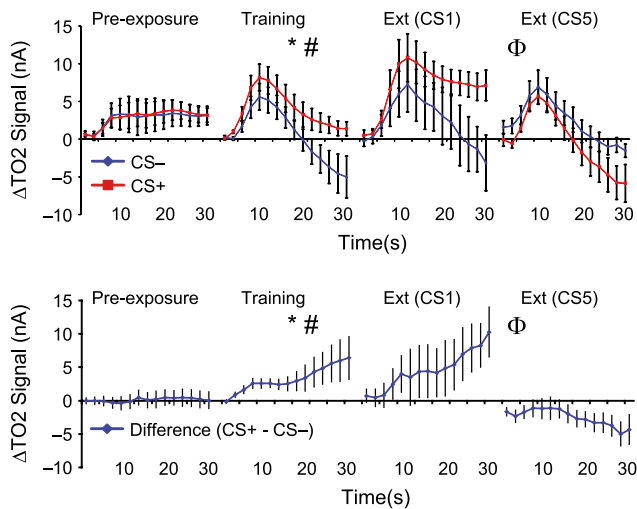 Pre-exposure Training Ext (CS1) Ext (CS5)
* # Φ
ΔTO2 Signal (nA)
15
10
5
0
−5
−10
CS−
CS+
10 20 30 10 20 30 10 20 30 10 20 30
Time(s)
Pre-exposure Training Ext (CS1) Ext (CS5)
* # Φ
ΔTO2 Signal (nA)
15
10
5
0
−5
−10
Difference (CS+ - CS−)
10 20 30 10 20 30 10 20 30 10 20 30
Time(s)